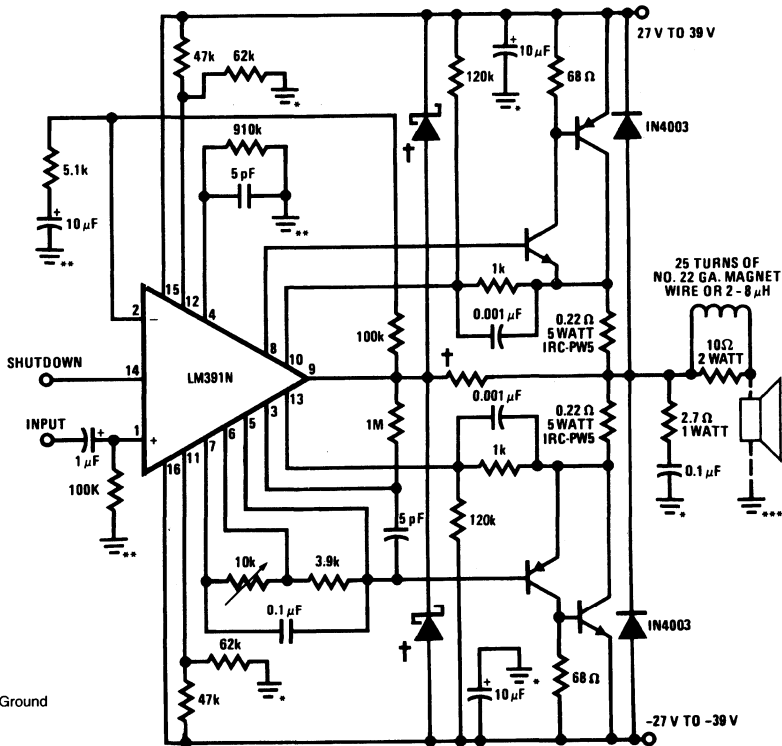 27 V TO 39 V
47k
62k
*
120k
10 µF
+
*
68 Ω
IN4003
†
910k
5 pF
**
5.1k
+
10 µF
**
15
12
4
2
−
8
10
9
LM391N
14
SHUTDOWN
13
3
5
6
7
11
16
1
+
INPUT
1 µF
+
100K
**
100k
1M
5 pF
†
1k
0.001 µF
0.22 Ω
5 WATT
IRC-PW5
0.001 µF
1k
0.22 Ω
5 WATT
IRC-PW5
120k
25 TURNS OF
NO. 22 GA. MAGNET
WIRE OR 2 - 8 µH
10Ω
2 WATT
2.7 Ω
1 WATT
0.1 µF
*
***
10k
3.9k
0.1 µF
62k
*
47k
†
+
10 µF
*
68 Ω
IN4003
Ground
−27 V TO −39 V